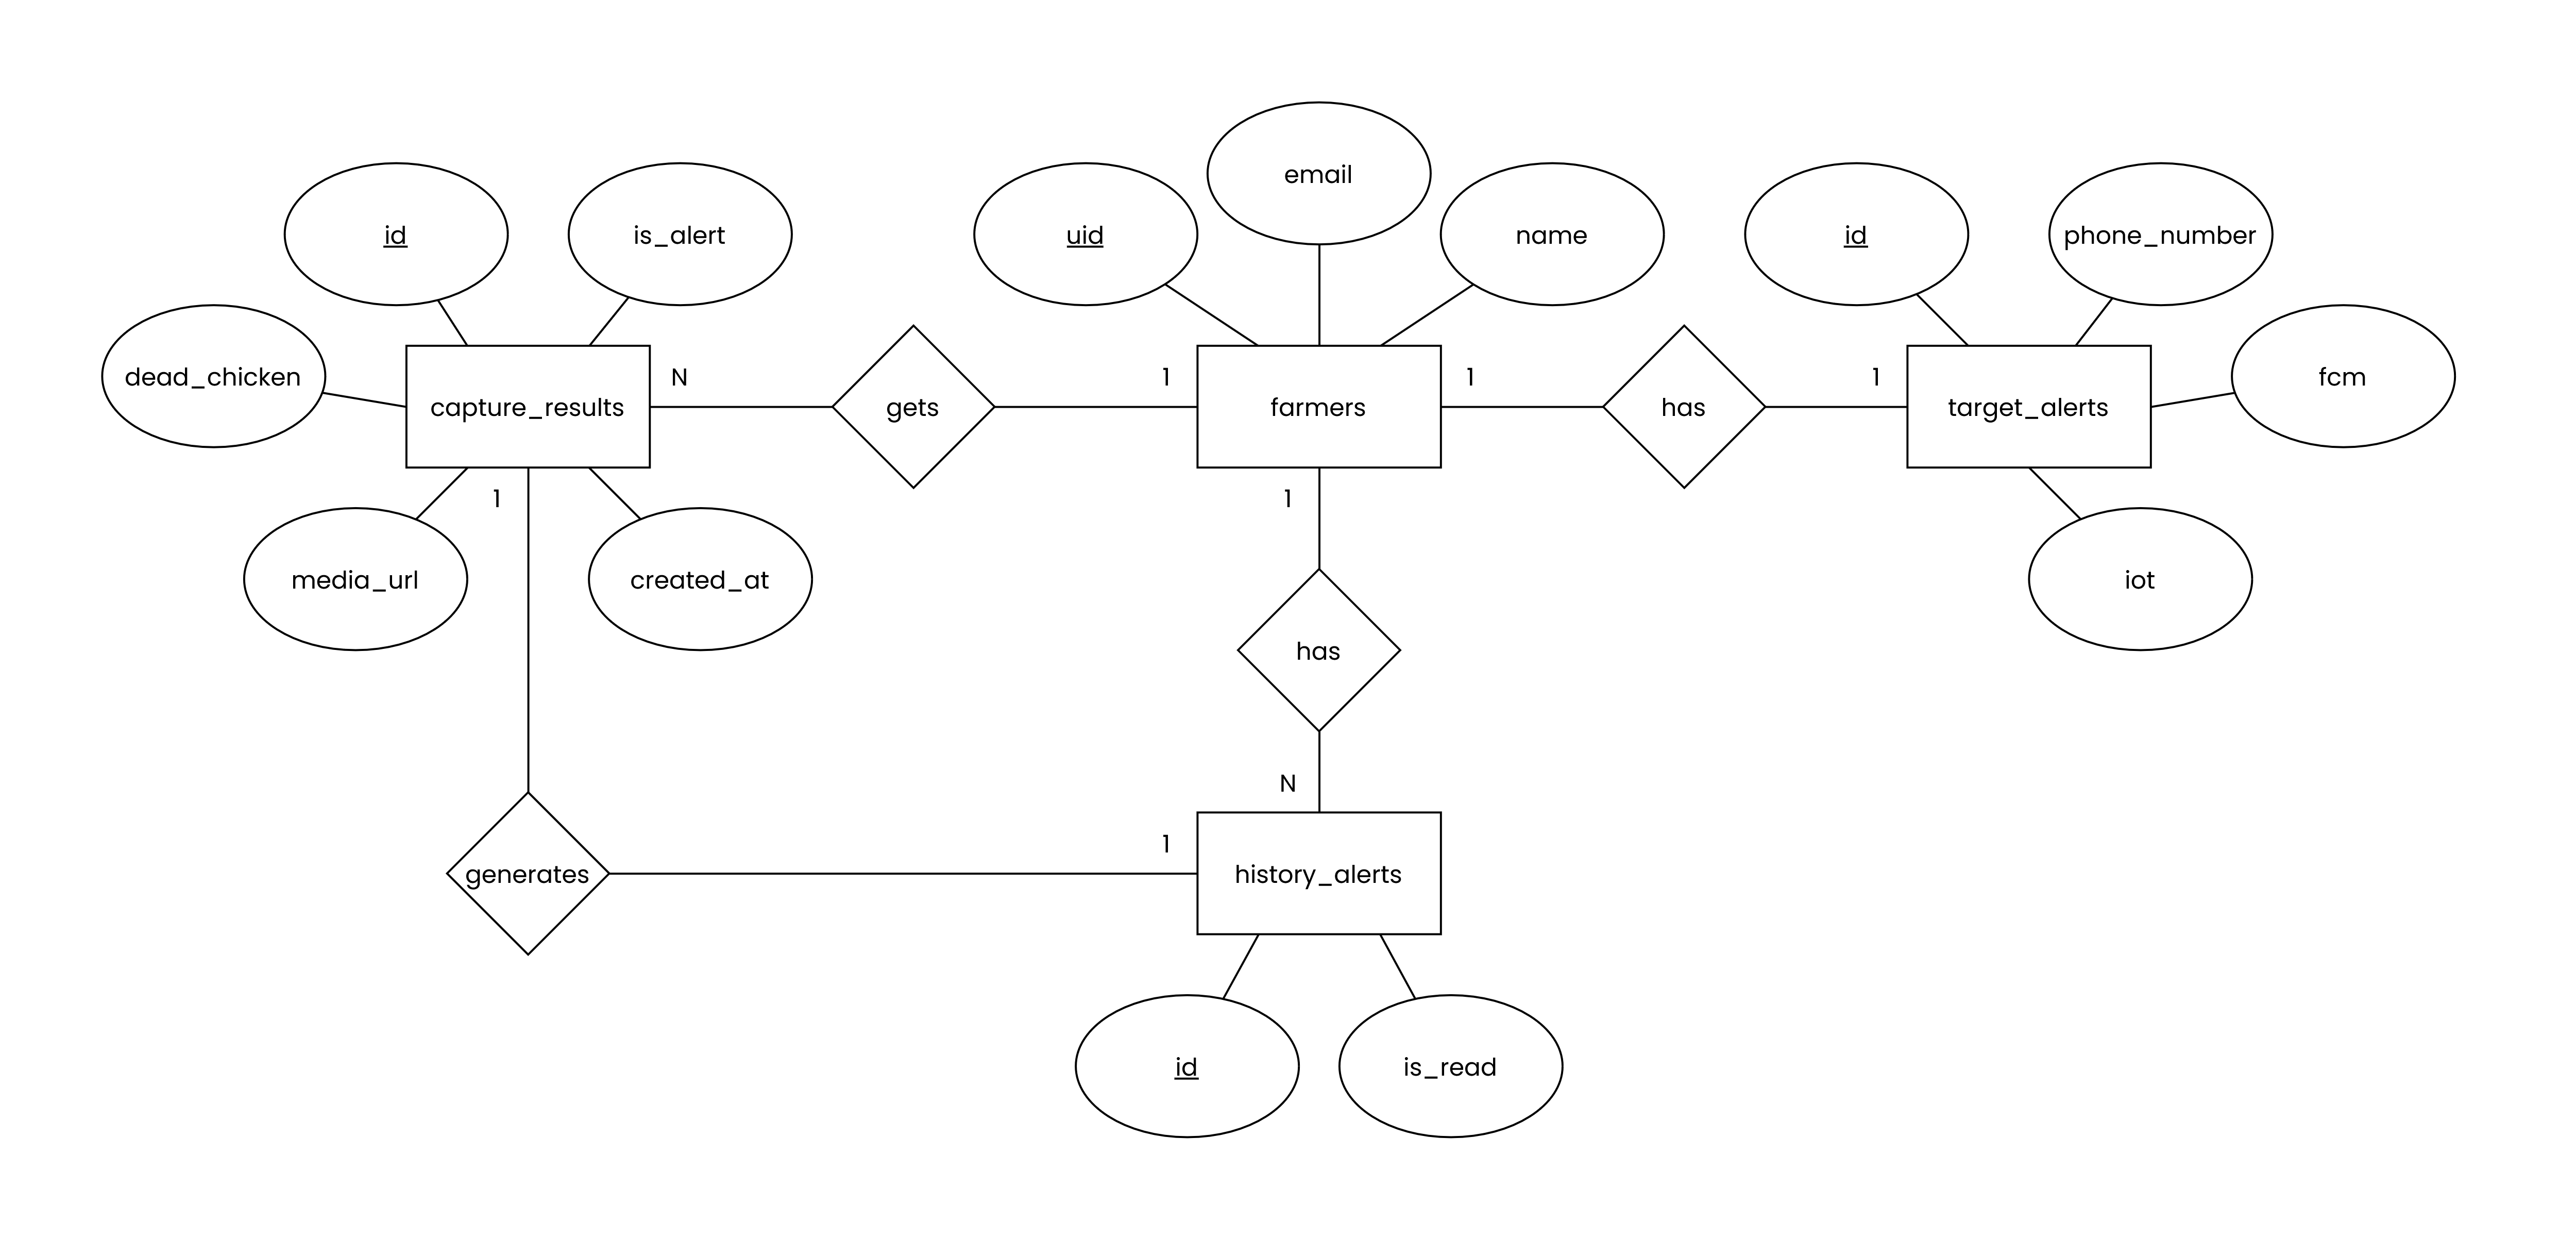 email
id
is_alert
uid
name
id
phone_number
dead_chicken
fcm
N
1
1
1
capture_results
gets
farmers
has
target_alerts
1
1
media_url
created_at
iot
has
N
1
generates
history_alerts
id
is_read